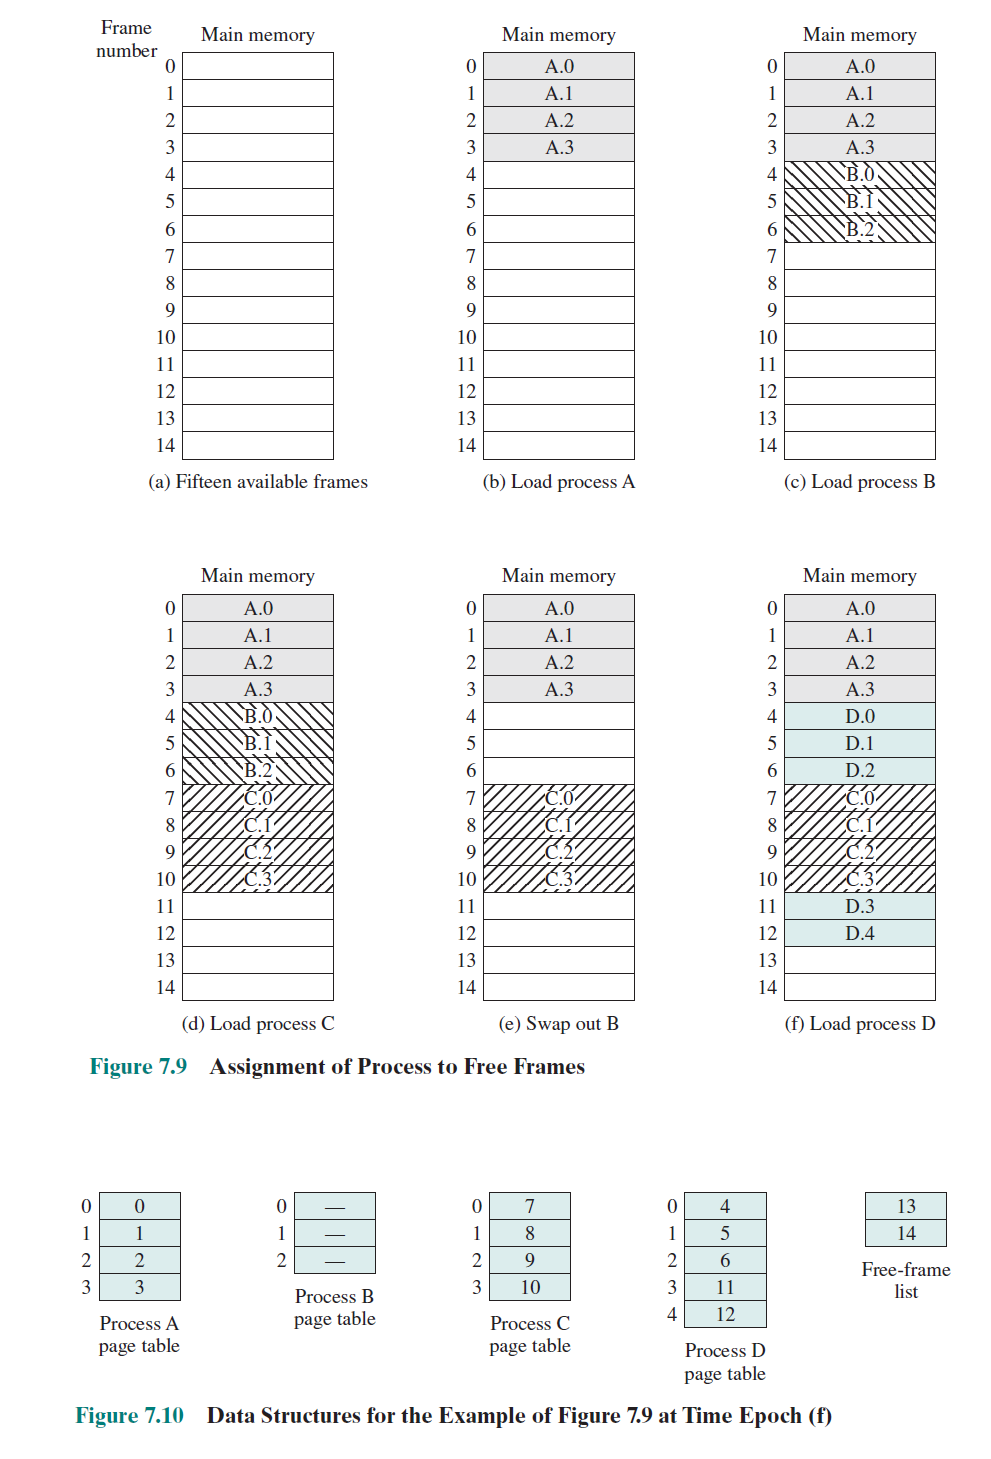 Frame
number
Main memory Main memory Main memory
0 0 A.0 0 A.0
1 1 A.1 1 A.1
2 2 A.2 2 A.2
3 3 A.3 3 A.3
4 4 4 B.0
5 5 5 B.1
6 6 6 B.2
7 7 7
8 8 8
9 9 9
10 10 10
11 11 11
12 12 12
13 13 13
14 14 14
(a) Fifteen available frames (b) Load process A (c) Load process B
Main memory Main memory Main memory
0 A.0 0 A.0 0 A.0
1 A.1 1 A.1 1 A.1
2 A.2 2 A.2 2 A.2
3 A.3 3 A.3 3 A.3
4 B.0 4 4 D.0
5 B.1 5 5 D.1
6 B.2 6 6 D.2
7 C.0 7 C.0 7 C.0
8 C.1 8 C.1 8 C.1
9 C.2 9 C.2 9 C.2
10 C.3 10 C.3 10 C.3
11 11 11 D.3
12 12 12 D.4
13 13 13
14 14 14
(d) Load process C (e) Swap out B (f) Load process D
Figure 7.9 Assignment of Process to Free Frames
0 0 0 — 0 7 0 4 13
1 1 1 — 1 8 1 5 14
2 2 2 — 2 9 2 6
3 3 3 10 3 11
4 12
Process A
page table
Process B
page table
Process C
page table
Process D
page table
Free-frame
list
Figure 7.10 Data Structures for the Example of Figure 7.9 at Time Epoch (f)